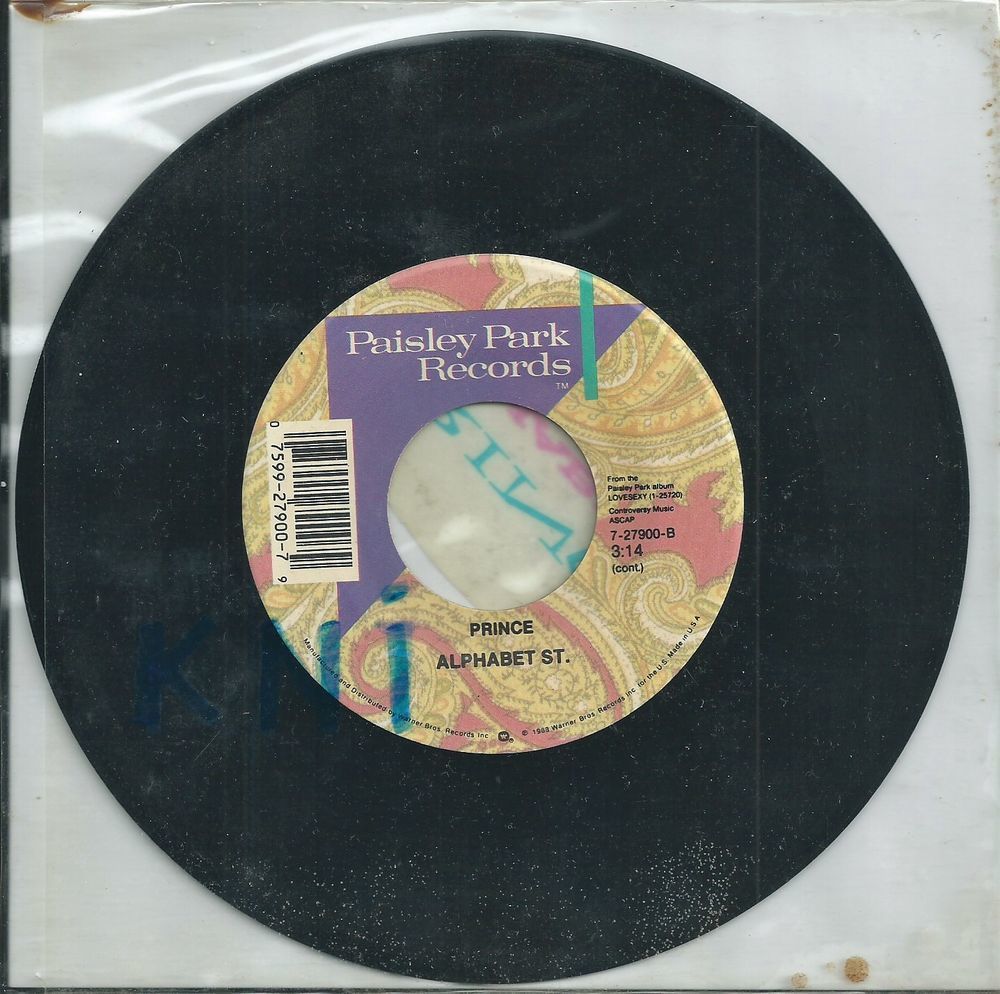 Paisley Park
Records
TM
0 7599-27900-7 9
From the
Paisley Park album
LOVESEXY (1-25720)
Controversy Music
ASCAP
7-27900-B
3:14
(cont.)
PRINCE
ALPHABET ST.
Manufactured and Distributed by Warner Bros. Records Inc. ℗ 1988 Warner Bros. Records Inc. for the U.S. Made in U.S.A.